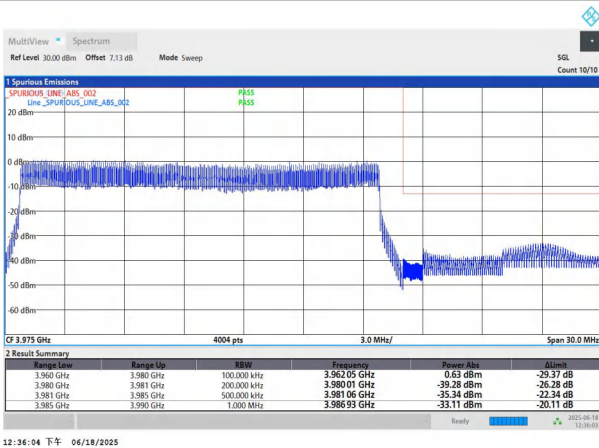 MultiView Spectrum
Ref Level 30.00 dBm Offset 7.13 dB Mode Sweep SGL
Count 10/10
1 Spurious Emissions
SPURIOUS_LINE_ABS_002 PASS
Line _SPURIOUS_LINE_ABS_002 PASS
20 dBm
10 dBm
0 dBm
-10 dBm
-20 dBm
-30 dBm
-40 dBm
-60 dBm
CF 3.975 GHz 4004 pts 3.0 MHz/ Span 30.0 MHz
2 Result Summary
Range Low Range Up RBW Frequency Power Abs ΔLimit
3.960 GHz 3.980 GHz 100.000 kHz 3.96205 GHz 0.63 dBm -29.37 dB
3.980 GHz 3.981 GHz 200.000 kHz 3.98001 GHz -39.28 dBm -26.28 dB
3.981 GHz 3.985 GHz 500.000 kHz 3.98106 GHz -35.34 dBm -22.34 dB
3.985 GHz 3.990 GHz 1.000 MHz 3.98693 GHz -33.11 dBm -20.11 dB
Ready 2025-06-18
12:36:03
12:36:04 下午 06/18/2025